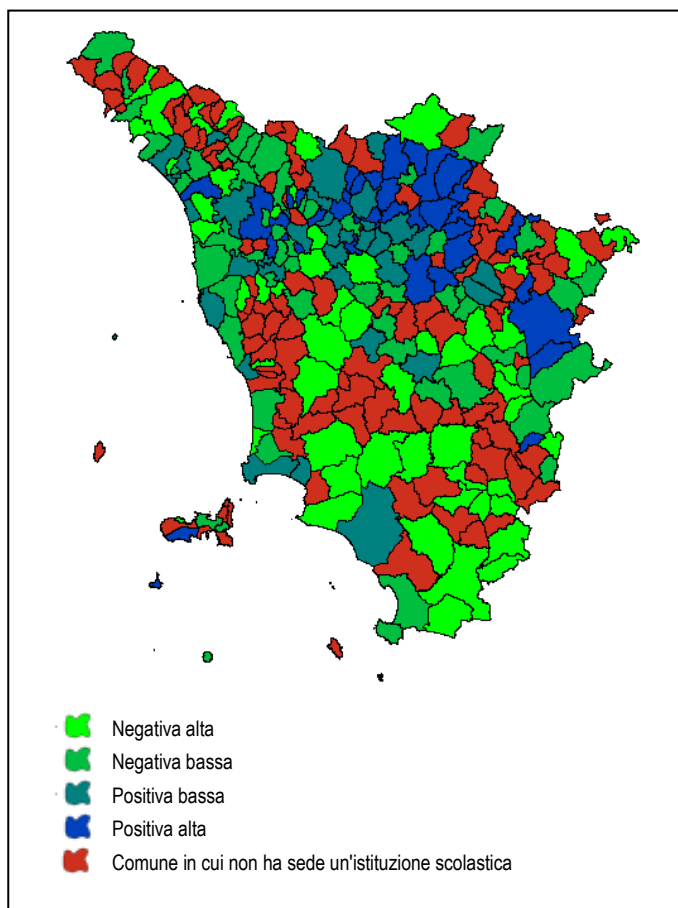 Negativa alta
Negativa bassa
Positiva bassa
Positiva alta
Comune in cui non ha sede un'istituzione scolastica